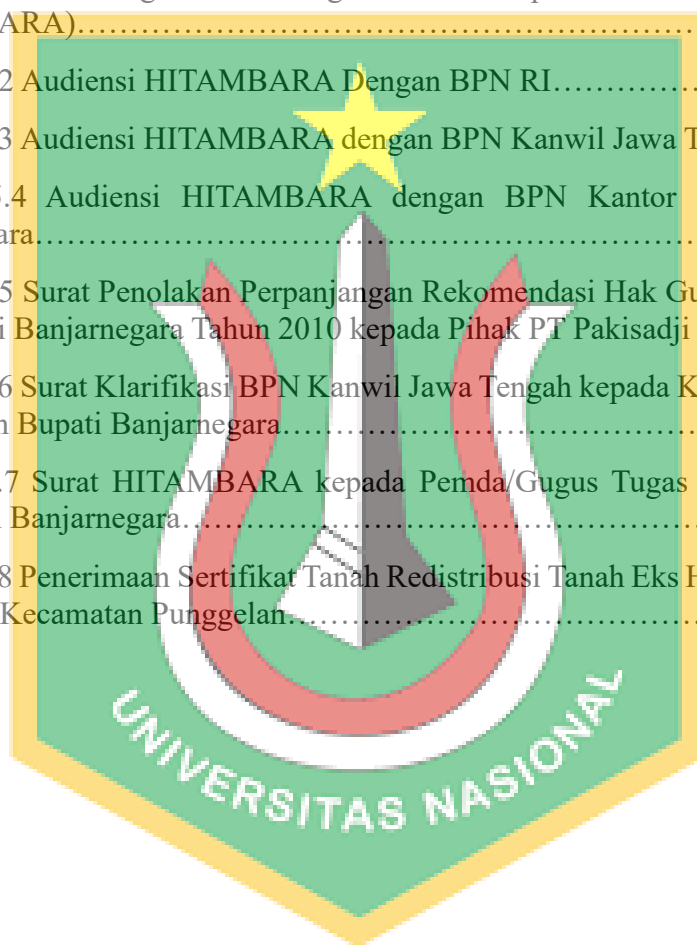 ARA)……………………………………………………
2 Audiensi HITAMBARA Dengan BPN RI……………
3 Audiensi HITAMBARA dengan BPN Kanwil Jawa T
.4 Audiensi HITAMBARA dengan BPN Kantor
ara……………………………………………………
5 Surat Penolakan Perpanjangan Rekomendasi Hak Gu
i Banjarnegara Tahun 2010 kepada Pihak PT Pakisadji
6 Surat Klarifikasi BPN Kanwil Jawa Tengah kepada K
n Bupati Banjarnegara……………………………………
.7 Surat HITAMBARA kepada Pemda/Gugus Tugas
Banjarnegara……………………………………………
8 Penerimaan Sertifikat Tanah Redistribusi Tanah Eks H
Kecamatan Punggelan……………………………………
UNIVERSITAS NASIONAL